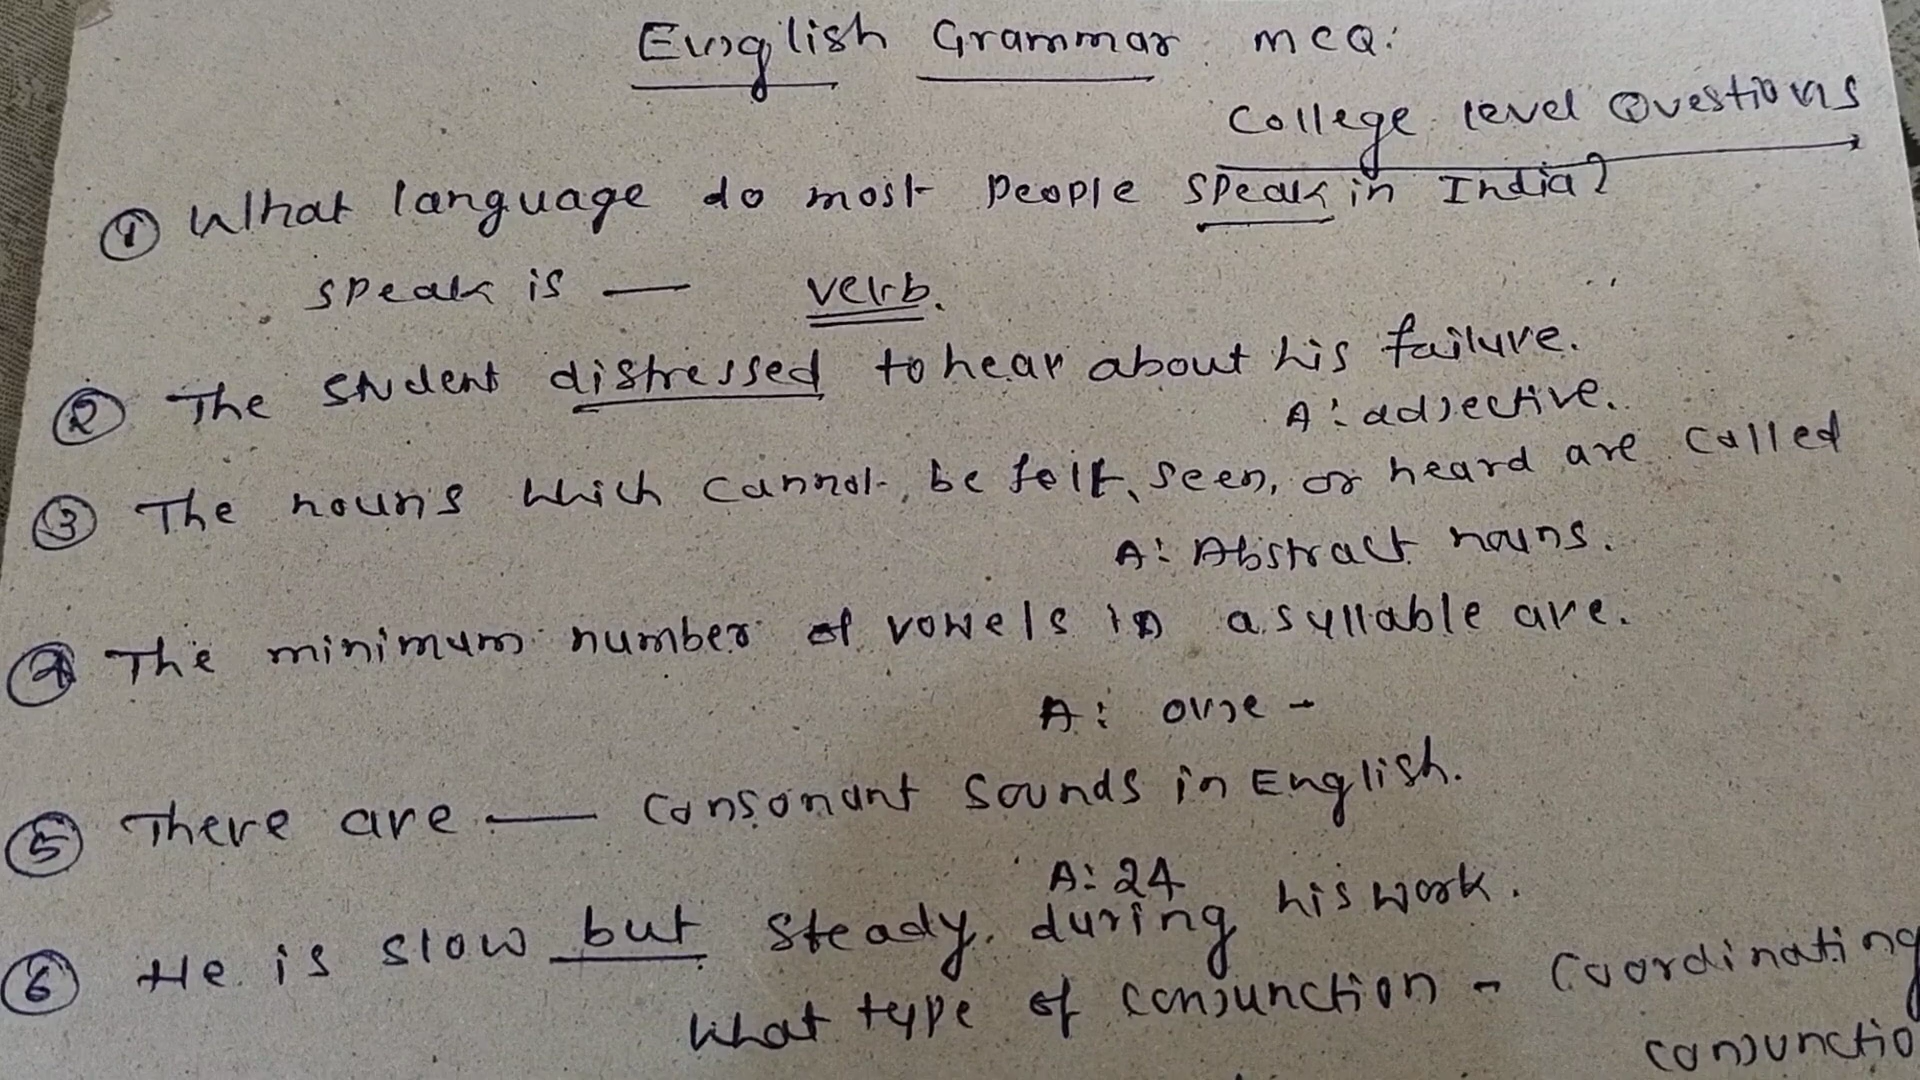 English Grammar MCQ:
College level Questions
① What language do most people speak in India?
speak is — verb.
② The student distressed to hear about his failure.
A: adjective.
③ The nouns which cannot be felt, seen, or heard are called
A: Abstract nouns.
④ The minimum number of vowels in a syllable are.
A: one -
⑤ There are — consonant sounds in English.
A: 24
⑥ He is slow but steady during his work.
What type of conjunction - Coordinating
conjunctio